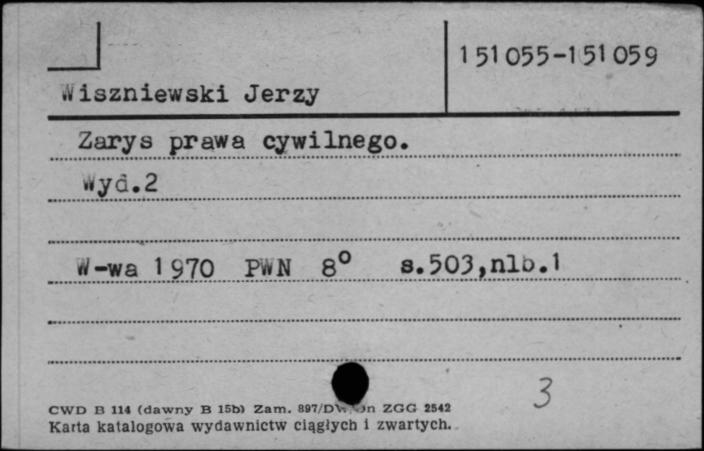 151055-151059
Wiszniewski Jerzy
Zarys prawa cywilnego.
Wyd.2
W-wa 1970 PWN 8° s.503,nlb.1
3
CWD B 114 (dawny B 15b) Zam. 897/DW. ZGG 2542
Karta katalogowa wydawnictw ciągłych i zwartych.